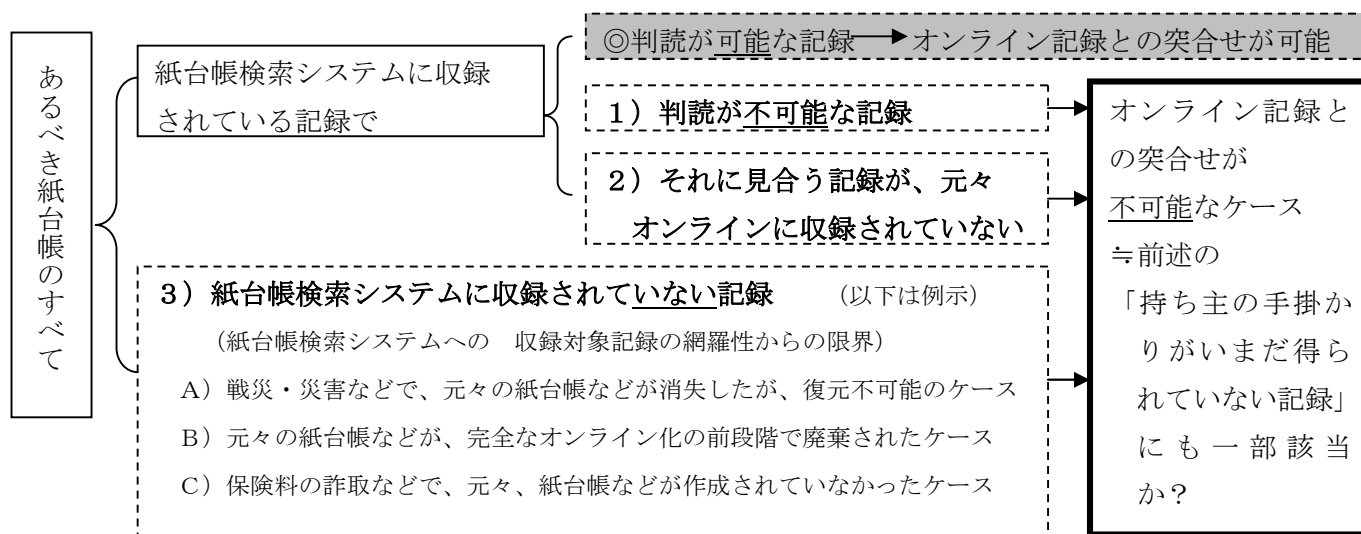 あるべき紙台帳のすべて
紙台帳検索システムに収録
されている記録で
◎判読が可能な記録→オンライン記録との突合せが可能
1)判読が不可能な記録
2)それに見合う記録が、元々
オンラインに収録されていない
3)紙台帳検索システムに収録されていない記録 (以下は例示)
(紙台帳検索システムへの 収録対象記録の網羅性からの限界)
A)戦災・災害などで、元々の紙台帳などが消失したが、復元不可能のケース
B)元々の紙台帳などが、完全なオンライン化の前段階で廃棄されたケース
C)保険料の詐取などで、元々、紙台帳などが作成されていなかったケース
オンライン記録と
の突合せが
不可能なケース
≒前述の
「持ち主の手掛か
りがいまだ得ら
れていない記録」
にも一部該当
か?